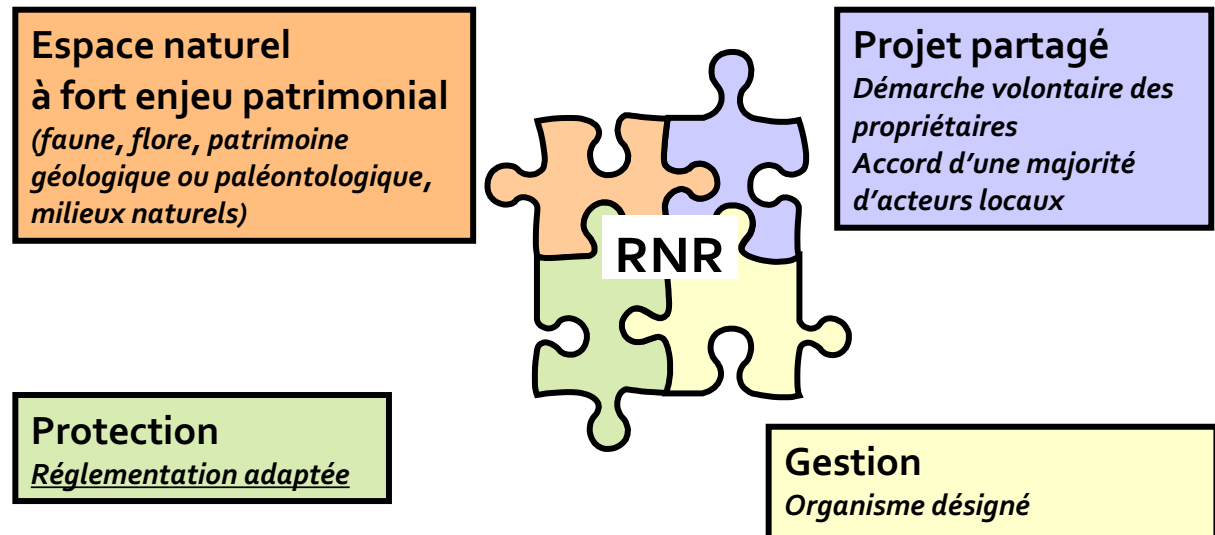 Espace naturel
à fort enjeu patrimonial
(faune, flore, patrimoine
géologique ou paléontologique,
milieux naturels)
Projet partagé
Démarche volontaire des
propriétaires
Accord d’une majorité
d’acteurs locaux
RNR
Protection
Réglementation adaptée
Gestion
Organisme désigné